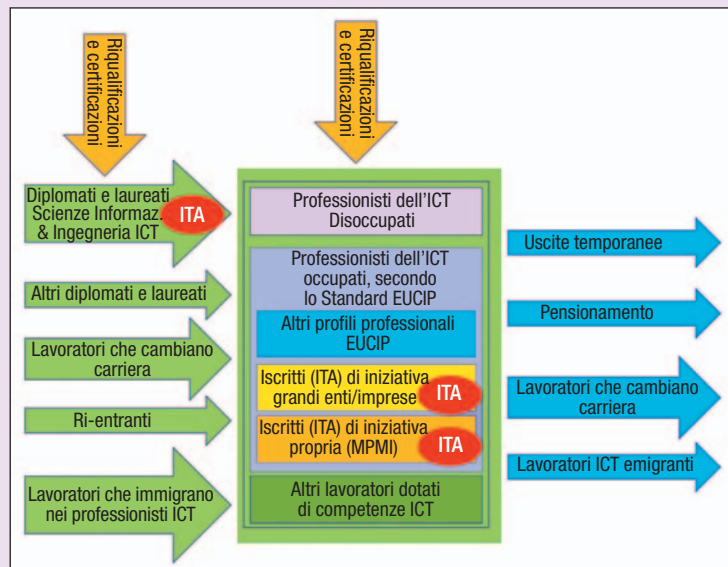 Riqualificazioni
e certificazioni
Riqualificazioni
e certificazioni
Diplomati e laureati
Scienze Informaz.
& Ingegneria ICT
ITA
Altri diplomati e laureati
Lavoratori che cambiano
carriera
Ri-entranti
Lavoratori che immigrano
nei professionisti ICT
Professionisti dell’ICT
Disoccupati
Professionisti dell’ICT
occupati, secondo
lo Standard EUCIP
Altri profili professionali
EUCIP
Iscritti (ITA) di iniziativa
grandi enti/imprese
ITA
Iscritti (ITA) di iniziativa
propria (MPMI)
ITA
Altri lavoratori dotati
di competenze ICT
Uscite temporanee
Pensionamento
Lavoratori che cambiano
carriera
Lavoratori ICT emigranti